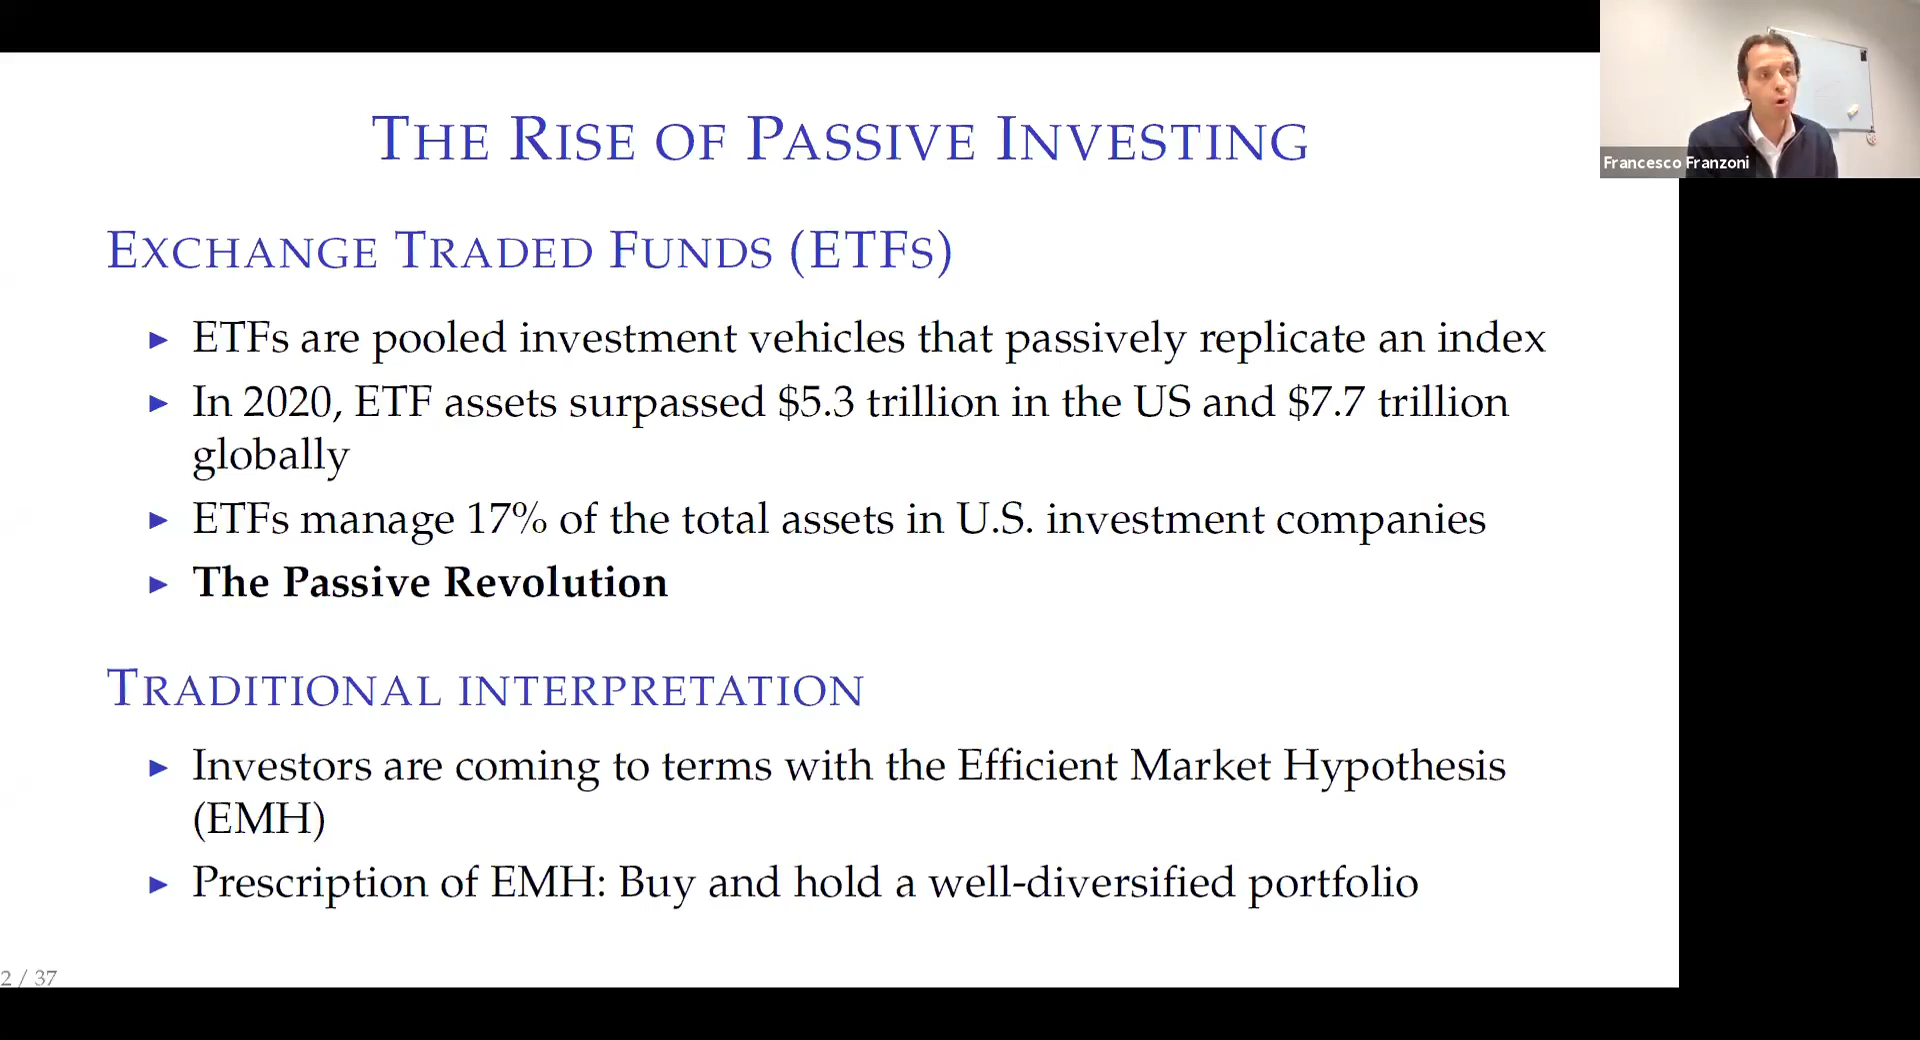 THE RISE OF PASSIVE INVESTING
Francesco Franzoni
EXCHANGE TRADED FUNDS (ETFS)
▶ ETFs are pooled investment vehicles that passively replicate an index
▶ In 2020, ETF assets surpassed $5.3 trillion in the US and $7.7 trillion
globally
▶ ETFs manage 17% of the total assets in U.S. investment companies
▶ The Passive Revolution
TRADITIONAL INTERPRETATION
▶ Investors are coming to terms with the Efficient Market Hypothesis
(EMH)
▶ Prescription of EMH: Buy and hold a well-diversified portfolio
2 / 37